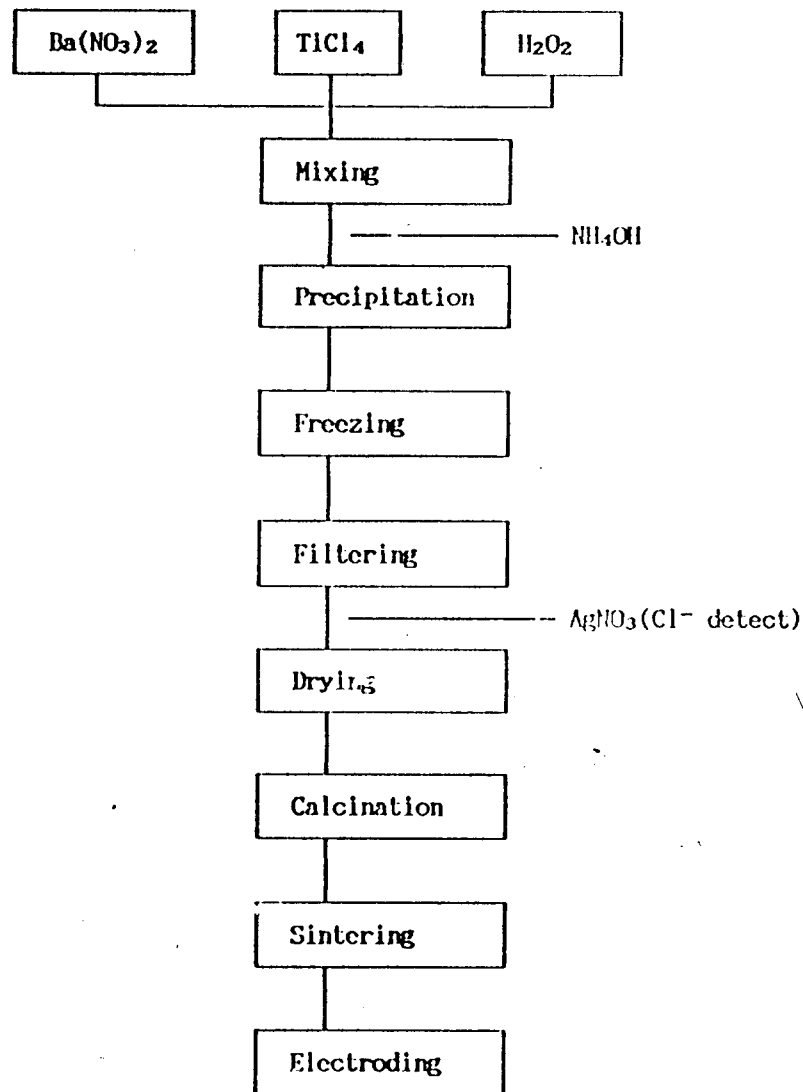 Ba(NO₃)₂ TiCl₄ H₂O₂
Mixing
NH₄OH
Precipitation
Freezing
Filtering
AgNO₃(Cl⁻ detect)
Drying
Calcination
Sintering
Electroding